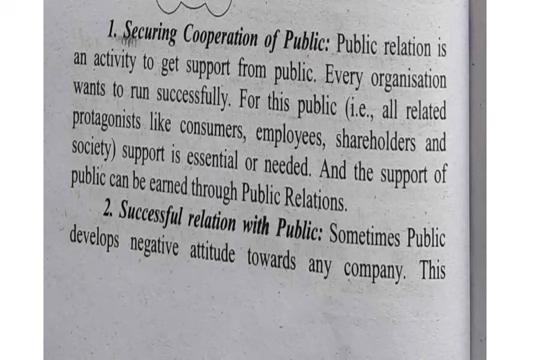 1. Securing Cooperation of Public: Public relation is
an activity to get support from public. Every organisation
wants to run successfully. For this public (i.e., all related
protagonists like consumers, employees, shareholders and
society) support is essential or needed. And the support of
public can be earned through Public Relations.
2. Successful relation with Public: Sometimes Public
develops negative attitude towards any company. This